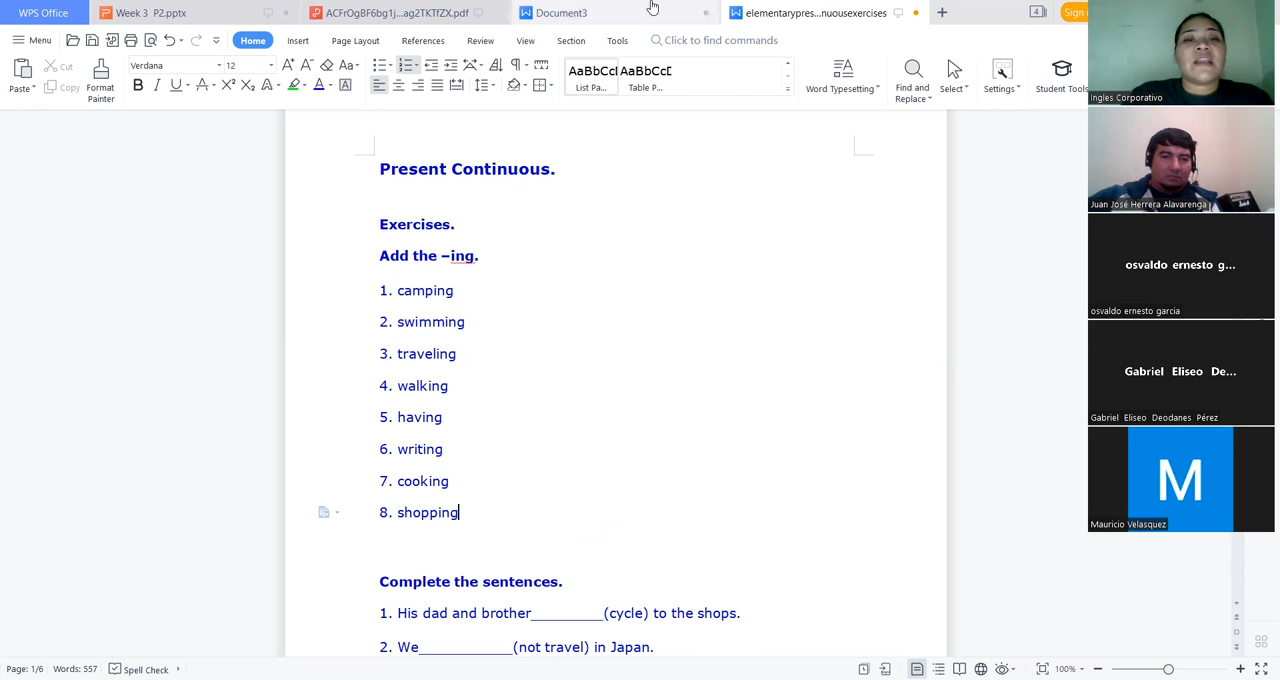 WPS Office
Week 3 P2.pptx
ACFrOgBF6bg1j...ag2TKTfZX.pdf
Document3
elementarypres...nuousexercises
4
Sign
Menu
Home
Insert
Page Layout
References
Review
View
Section
Tools
Click to find commands
Paste
Cut
Copy
Format Painter
Verdana
12
AaBbCcI
List Pa...
AaBbCcD
Table P...
Word Typesetting
Find and Replace
Select
Settings
Student Tools
Present Continuous.
Exercises.
Add the –ing.
1. camping
2. swimming
3. traveling
4. walking
5. having
6. writing
7. cooking
8. shopping
Complete the sentences.
1. His dad and brother_________(cycle) to the shops.
2. We____________(not travel) in Japan.
Ingles Corporativo
Juan José Herrera Alavarenga
osvaldo ernesto g...
osvaldo ernesto garcia
Gabriel Eliseo De...
Gabriel Eliseo Deodanes Pérez
M
Mauricio Velasquez
Page: 1/6
Words: 557
Spell Check
100%